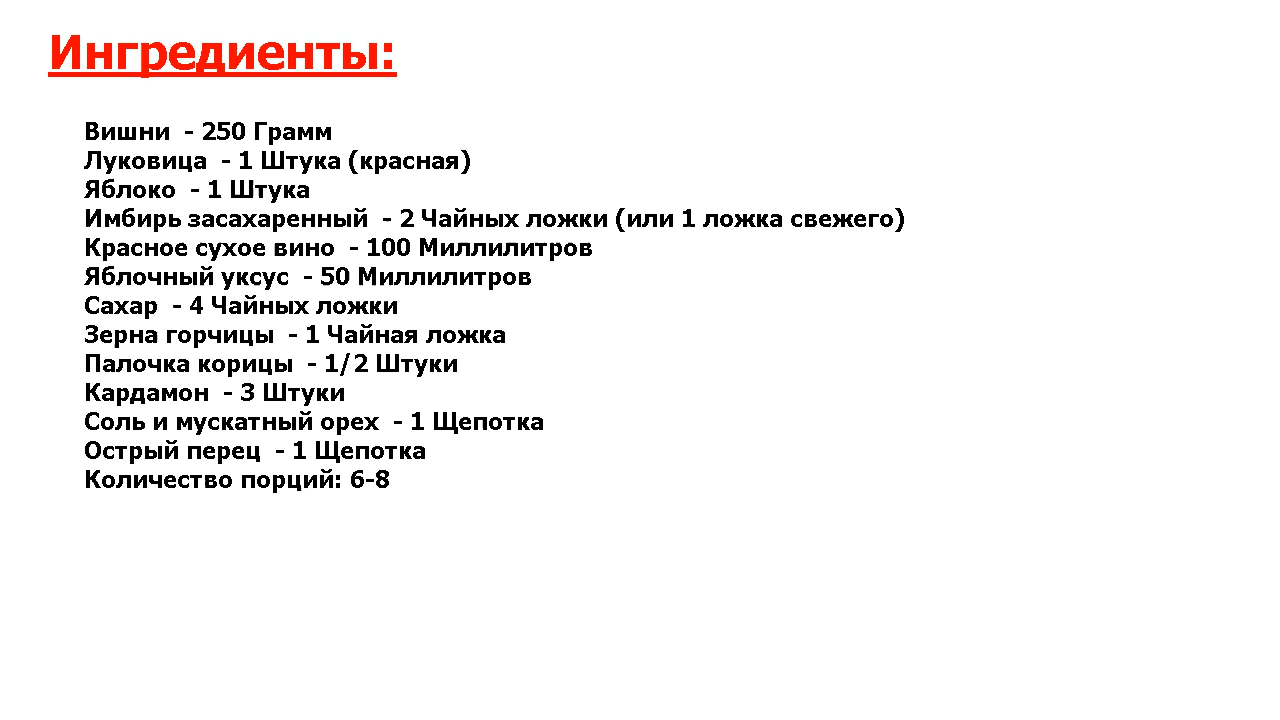 Ингредиенты:
Вишни  - 250 Грамм
Луковица  - 1 Штука (красная)
Яблоко  - 1 Штука
Имбирь засахаренный  - 2 Чайных ложки (или 1 ложка свежего)
Красное сухое вино  - 100 Миллилитров
Яблочный уксус  - 50 Миллилитров
Сахар  - 4 Чайных ложки
Зерна горчицы  - 1 Чайная ложка
Палочка корицы  - 1/2 Штуки
Кардамон  - 3 Штуки
Соль и мускатный орех  - 1 Щепотка
Острый перец  - 1 Щепотка
Количество порций: 6-8